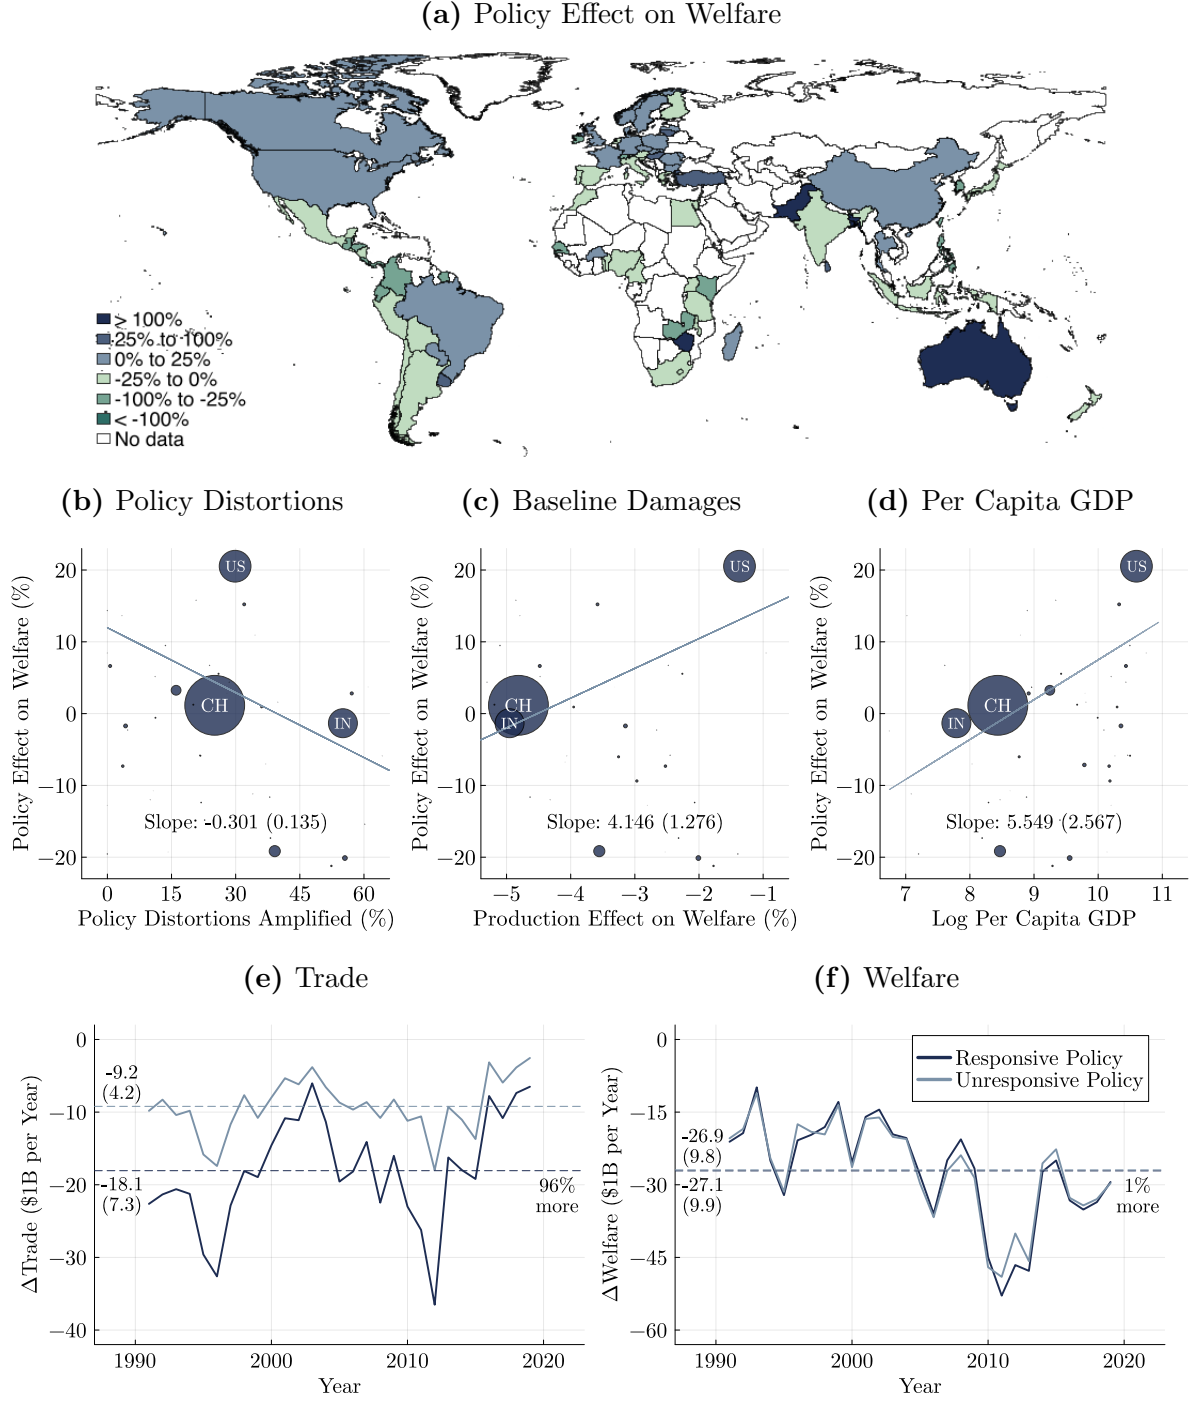 (a) Policy Effect on Welfare
> 100%
25% to 100%
0% to 25%
-25% to 0%
-100% to -25%
< -100%
No data
(b) Policy Distortions
Policy Effect on Welfare (%)
20
10
0
−10
−20
US
CH
IN
Slope: -0.301 (0.135)
0 15 30 45 60
Policy Distortions Amplified (%)
(c) Baseline Damages
Policy Effect on Welfare (%)
20
10
0
−10
−20
US
CH
IN
Slope: 4.146 (1.276)
−5 −4 −3 −2 −1
Production Effect on Welfare (%)
(d) Per Capita GDP
Policy Effect on Welfare (%)
20
10
0
−10
−20
US
CH
IN
Slope: 5.549 (2.567)
7 8 9 10 11
Log Per Capita GDP
(e) Trade
ΔTrade ($1B per Year)
0
−10
−20
−30
−40
-9.2
(4.2)
-18.1
(7.3)
96%
more
1990 2000 2010 2020
Year
(f) Welfare
ΔWelfare ($1B per Year)
0
−15
−30
−45
−60
Responsive Policy
Unresponsive Policy
-26.9
(9.8)
-27.1
(9.9)
1%
more
1990 2000 2010 2020
Year